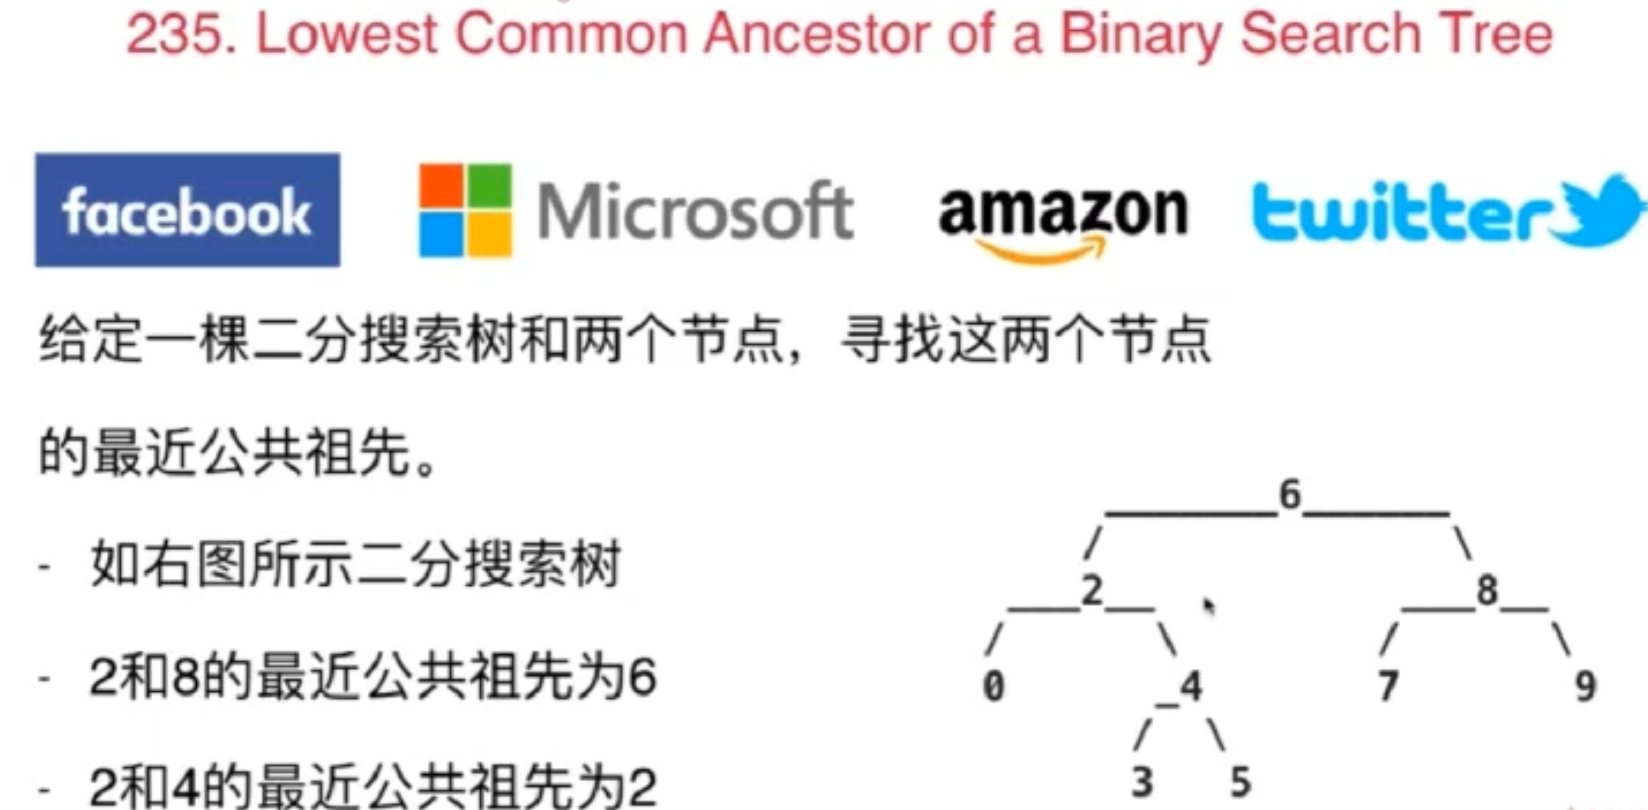 235. Lowest Common Ancestor of a Binary Search Tree
facebook Microsoft amazon twitter
给定一棵二分搜索树和两个节点，寻找这两个节点
的最近公共祖先。
- 如右图所示二分搜索树
- 2和8的最近公共祖先为6
- 2和4的最近公共祖先为2
6
2 8
0 4 7 9
3 5